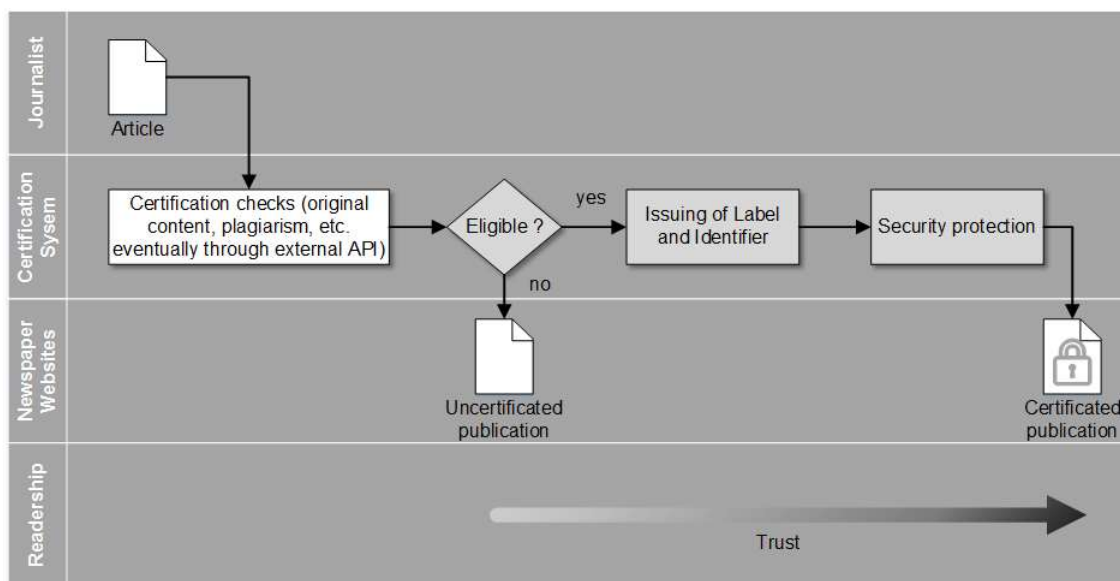 Journalist
Article
Certification
Sysem
Certification checks (original
content, plagiarism, etc.
eventually through external API)
Eligible ?
yes
no
Issuing of Label
and Identifier
Security protection
Newspaper
Websites
Uncertificated
publication
Certificated
publication
Readership
Trust